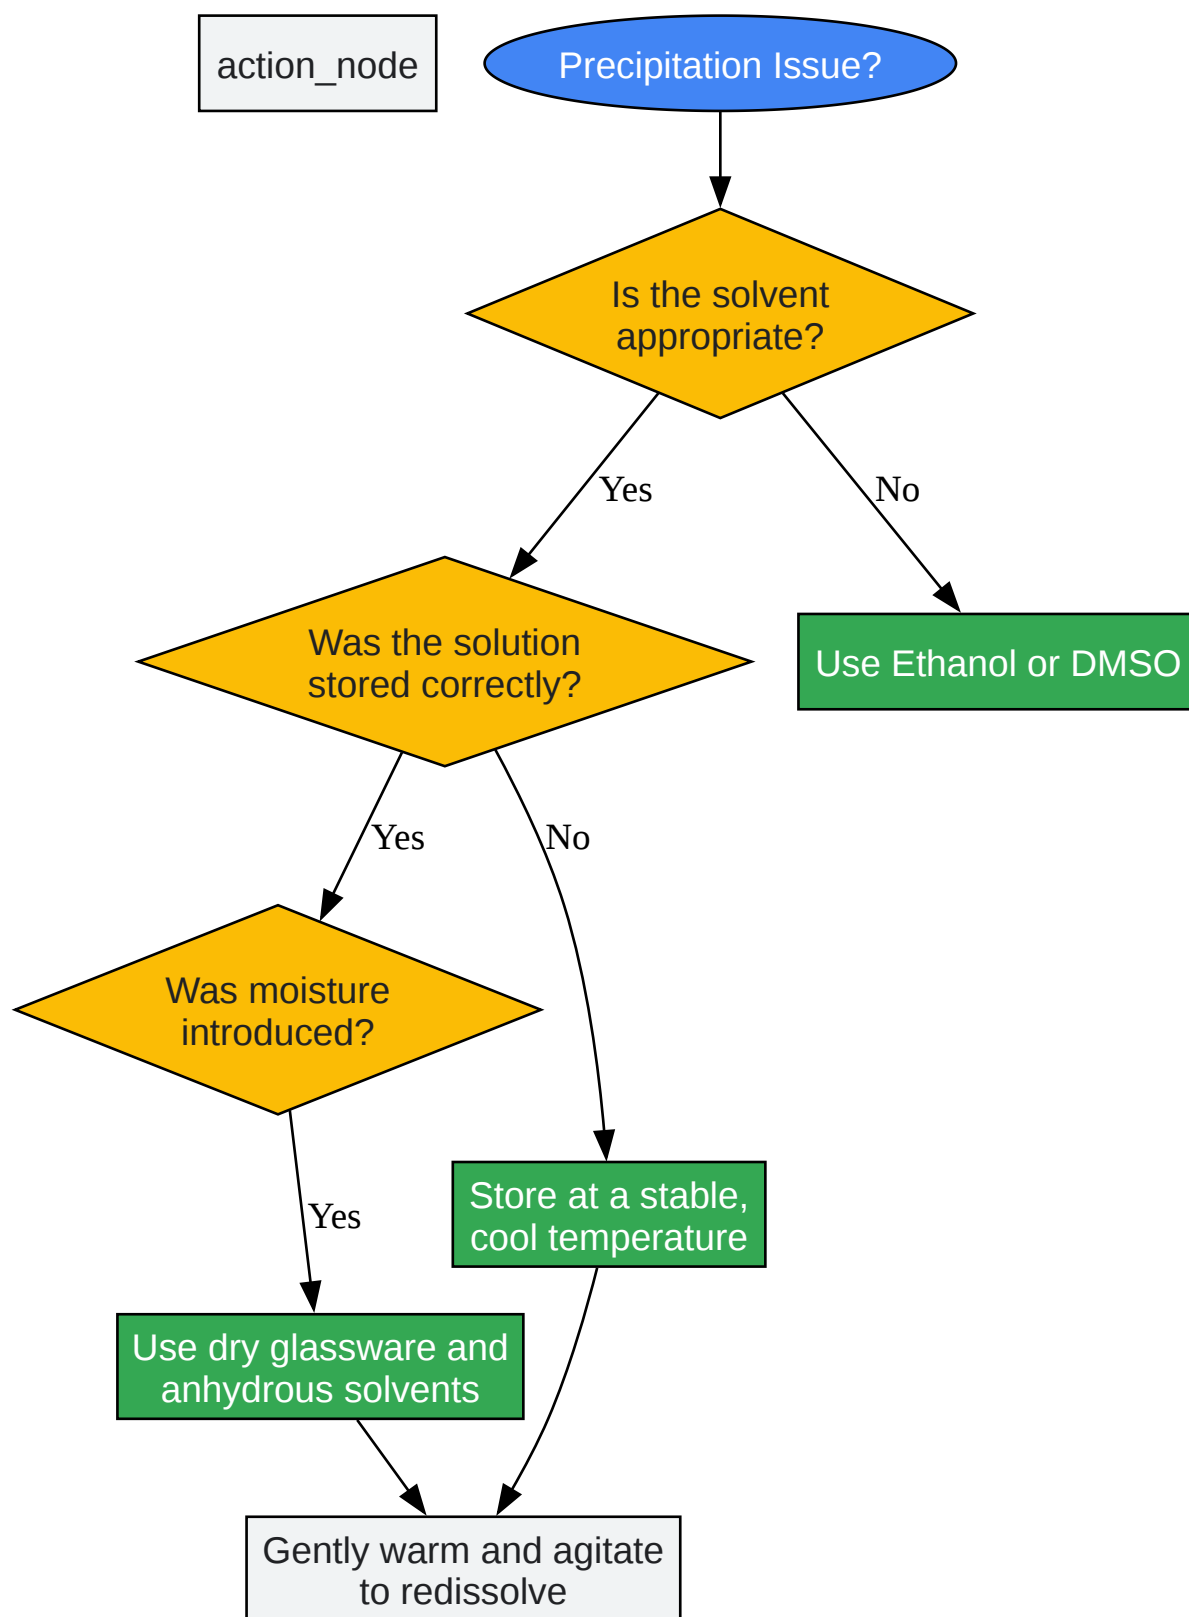 action_node
Precipitation Issue?
Is the solvent
appropriate?
Yes
No
Was the solution
stored correctly?
Use Ethanol or DMSO
Yes
No
Was moisture
introduced?
Yes
Store at a stable,
cool temperature
Use dry glassware and
anhydrous solvents
Gently warm and agitate
to redissolve